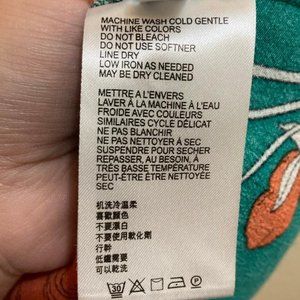 MACHINE WASH COLD GENTLE
WITH LIKE COLORS
DO NOT BLEACH
DO NOT USE SOFTNER
LINE DRY
LOW IRON AS NEEDED
MAY BE DRY CLEANED
METTRE A L'ENVERS
LAVER À LA MACHINE À L'EAU
FROIDE AVEC COULEURS
SIMILAIRES CYCLE DÉLICAT
NE PAS BLANCHIR
NE PAS NETTOYER À SEC
SUSPENDRE POUR SECHER
REPASSER, AU BESOIN, À
TRÈS BASSE TEMPÉRATURE
PEUT-ÊTRE ÊTRE NETTOYÉE
SEC
机洗冷温柔
喜歡顏色
不要漂白
不要使用軟化劑
行幹
低鐵需要
可以乾洗
30
P